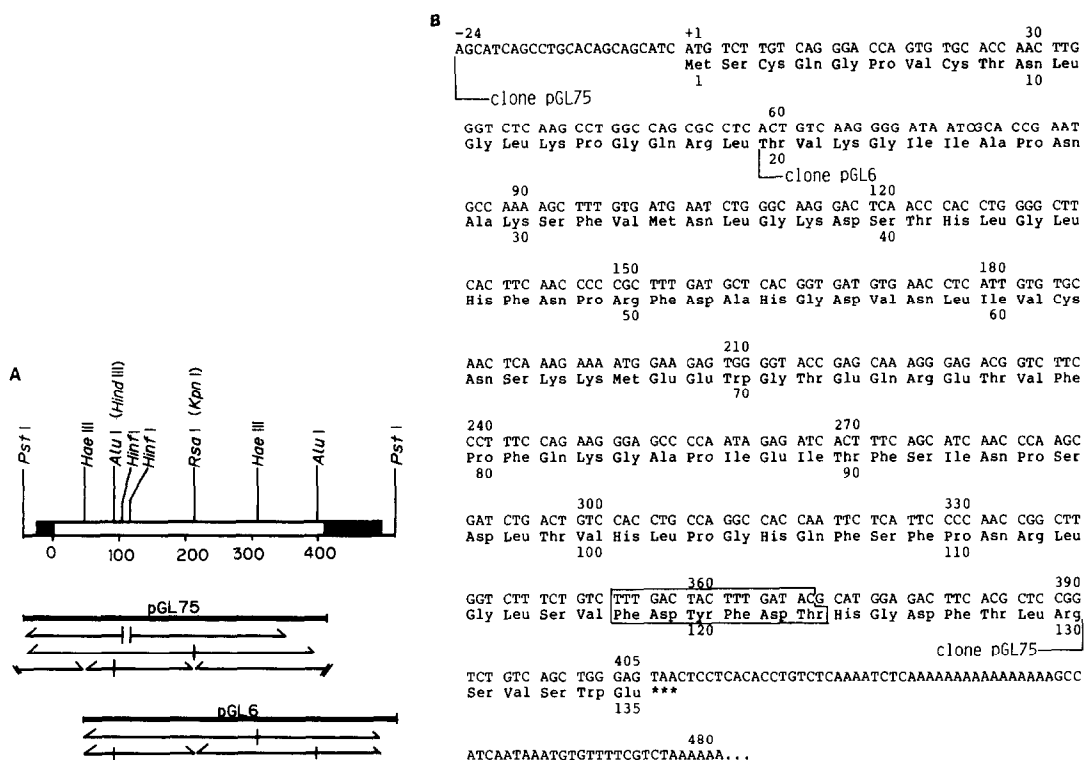 A
Pst I
Hae III
Alu I (Hind III)
Hinf I
Hinf I
Rsa I (Kpn I)
Hae III
Alu I
Pst I
0 100 200 300 400
pGL75
pGL6
B
-24 +1 30
AGCATCAGCCTGCACAGCAGCATC ATG TCT TGT CAG GGA CCA GTG TGC ACC AAC TTG
Met Ser Cys Gln Gly Pro Val Cys Thr Asn Leu
1 10
clone pGL75
60
GGT CTC AAG CCT GGC CAG CGC CTC ACT GTC AAG GGG ATA ATCGCA CCG AAT
Gly Leu Lys Pro Gly Gln Arg Leu Thr Val Lys Gly Ile Ile Ala Pro Asn
20
clone pGL6
90 120
GCC AAA AGC TTT GTG ATG AAT CTG GGC AAG GAC TCA ACC CAC CTG GGG CTT
Ala Lys Ser Phe Val Met Asn Leu Gly Lys Asp Ser Thr His Leu Gly Leu
30 40
150 180
CAC TTC AAC CCC CGC TTT GAT GCT CAC GGT GAT GTG AAC CTC ATT GTG TGC
His Phe Asn Pro Arg Phe Asp Ala His Gly Asp Val Asn Leu Ile Val Cys
50 60
210
AAC TCA AAG AAA ATG GAA GAG TGG GGT ACC GAG CAA AGG GAG ACG GTC TTC
Asn Ser Lys Lys Met Glu Glu Trp Gly Thr Glu Gln Arg Glu Thr Val Phe
70
240 270
CCT TTC CAG AAG GGA GCC CCA ATA GAG ATC ACT TTC AGC ATC AAC CCA AGC
Pro Phe Gln Lys Gly Ala Pro Ile Glu Ile Thr Phe Ser Ile Asn Pro Ser
80 90
300 330
GAT CTG ACT GTC CAC CTG CCA GGC CAC CAA TTC TCA TTC CCC AAC CGG CTT
Asp Leu Thr Val His Leu Pro Gly His Gln Phe Ser Phe Pro Asn Arg Leu
100 110
360 390
GGT CTT TCT GTC TTT GAC TAC TTT GAT ACG CAT GGA GAC TTC ACG CTC CGG
Gly Leu Ser Val Phe Asp Tyr Phe Asp Thr His Gly Asp Phe Thr Leu Arg
120 130
clone pGL75
405
TCT GTC AGC TGG GAG TAACTCCTCACACCTGTCTCAAAATCTCAAAAAAAAAAAAAAAAGCC
Ser Val Ser Trp Glu ***
135
480
ATCAATAAATGTGTTTTCGTCTAAAAAA...